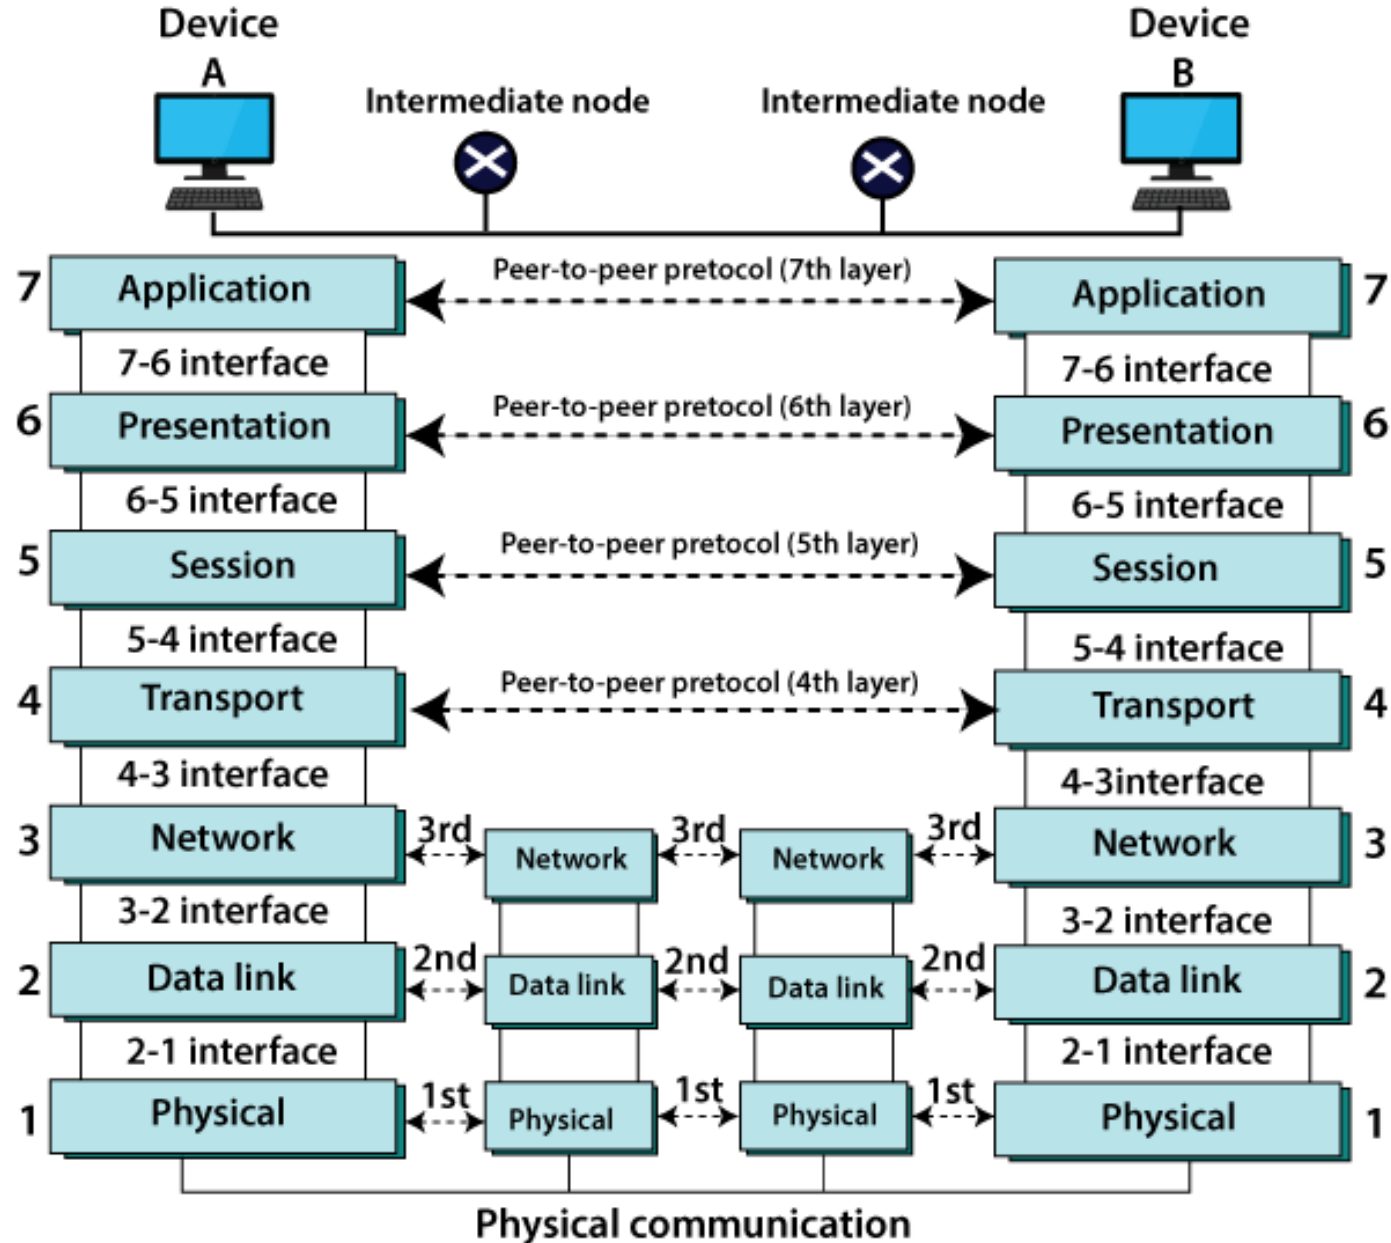 Device
A
Device
B
Intermediate node
Intermediate node
7
Application
Peer-to-peer pretocol (7th layer)
Application
7
7-6 interface
7-6 interface
6
Presentation
Peer-to-peer pretocol (6th layer)
Presentation
6
6-5 interface
6-5 interface
5
Session
Peer-to-peer pretocol (5th layer)
Session
5
5-4 interface
5-4 interface
4
Transport
Peer-to-peer pretocol (4th layer)
Transport
4
4-3 interface
4-3interface
3
Network
3rd
Network
3rd
Network
3rd
Network
3
3-2 interface
3-2 interface
2
Data link
2nd
Data link
2nd
Data link
2nd
Data link
2
2-1 interface
2-1 interface
1
Physical
1st
Physical
1st
Physical
1st
Physical
1
Physical communication